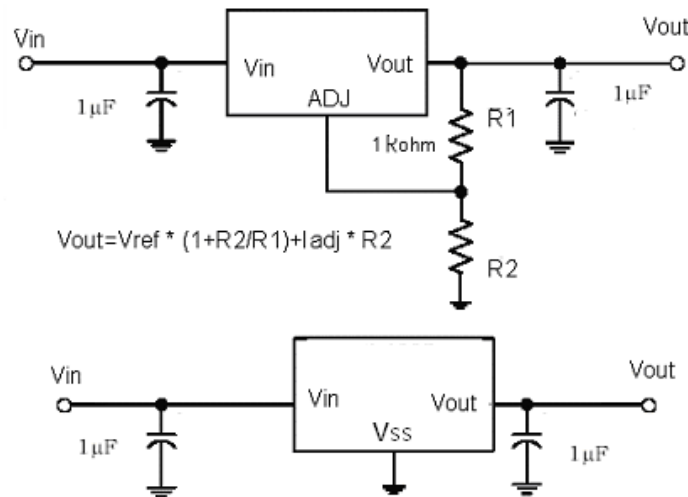 Vin
Vout
Vin
Vout
1µF
ADJ
R1
1µF
1kohm
Vout=Vref * (1+R2/R1)+Iadj * R2
R2
Vin
Vout
Vin
Vout
1µF
Vss
1µF